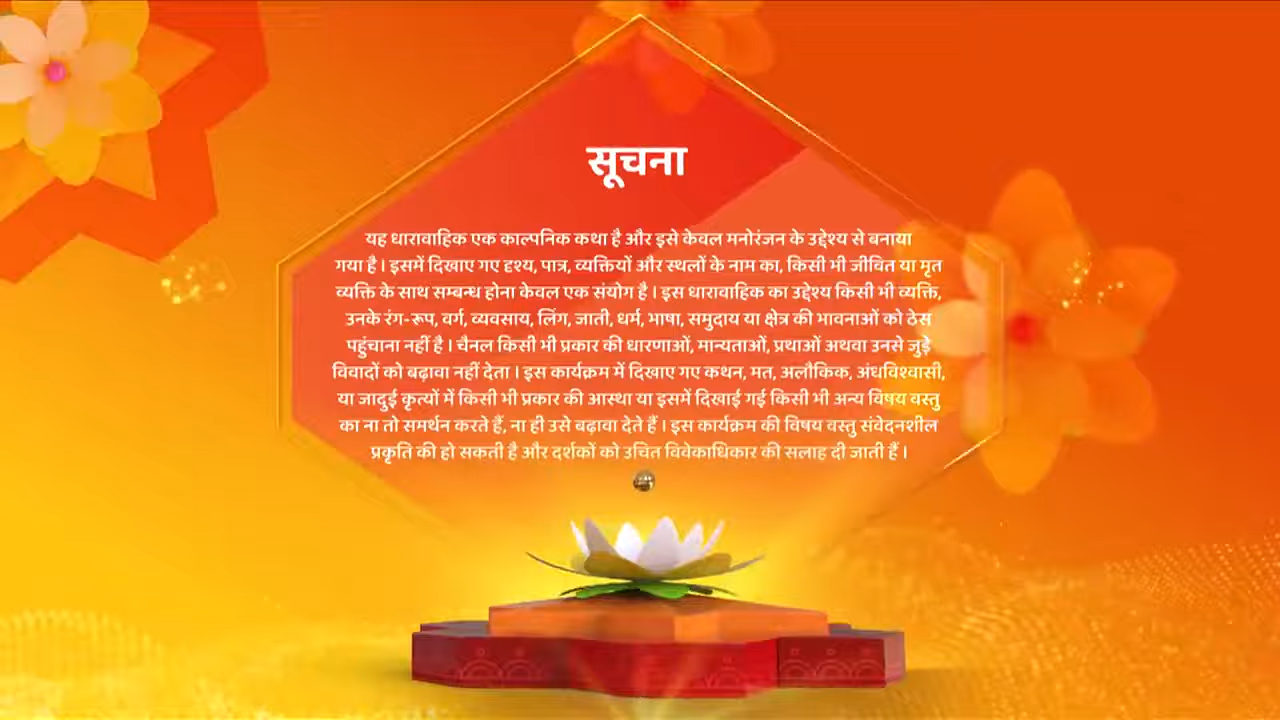 सूचना
यह धारावाहिक एक काल्पनिक कथा है और इसे केवल मनोरंजन के उद्देश्य से बनाया
गया है। इसमें दिखाए गए दृश्य, पात्र, व्यक्तियों और स्थलों के नाम का, किसी भी जीवित या मृत
व्यक्ति के साथ सम्बन्ध होना केवल एक संयोग है। इस धारावाहिक का उद्देश्य किसी भी व्यक्ति,
उनके रंग-रूप, वर्ग, व्यवसाय, लिंग, जाती, धर्म, भाषा, समुदाय या क्षेत्र की भावनाओं को ठेस
पहुंचाना नहीं है। चैनल किसी भी प्रकार की धारणाओं, मान्यताओं, प्रथाओं अथवा उनसे जुड़े
विवादों को बढ़ावा नहीं देता। इस कार्यक्रम में दिखाए गए कथन, मत, अलौकिक, अंधविश्वासी,
या जादुई कृत्यों में किसी भी प्रकार की आस्था या इसमें दिखाई गई किसी भी अन्य विषय वस्तु
का ना तो समर्थन करते हैं, ना ही उसे बढ़ावा देते हैं। इस कार्यक्रम की विषय वस्तु संवेदनशील
प्रकृति की हो सकती है और दर्शकों को उचित विवेकाधिकार की सलाह दी जाती हैं।